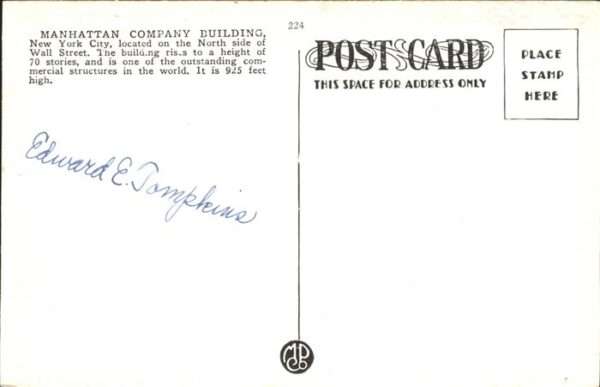 MANHATTAN COMPANY BUILDING,
New York City, located on the North side of
Wall Street. The building rises to a height of
70 stories, and is one of the outstanding com-
mercial structures in the world. It is 925 feet
high.
Edward E. Tompkins
224
POST CARD
THIS SPACE FOR ADDRESS ONLY
PLACE
STAMP
HERE